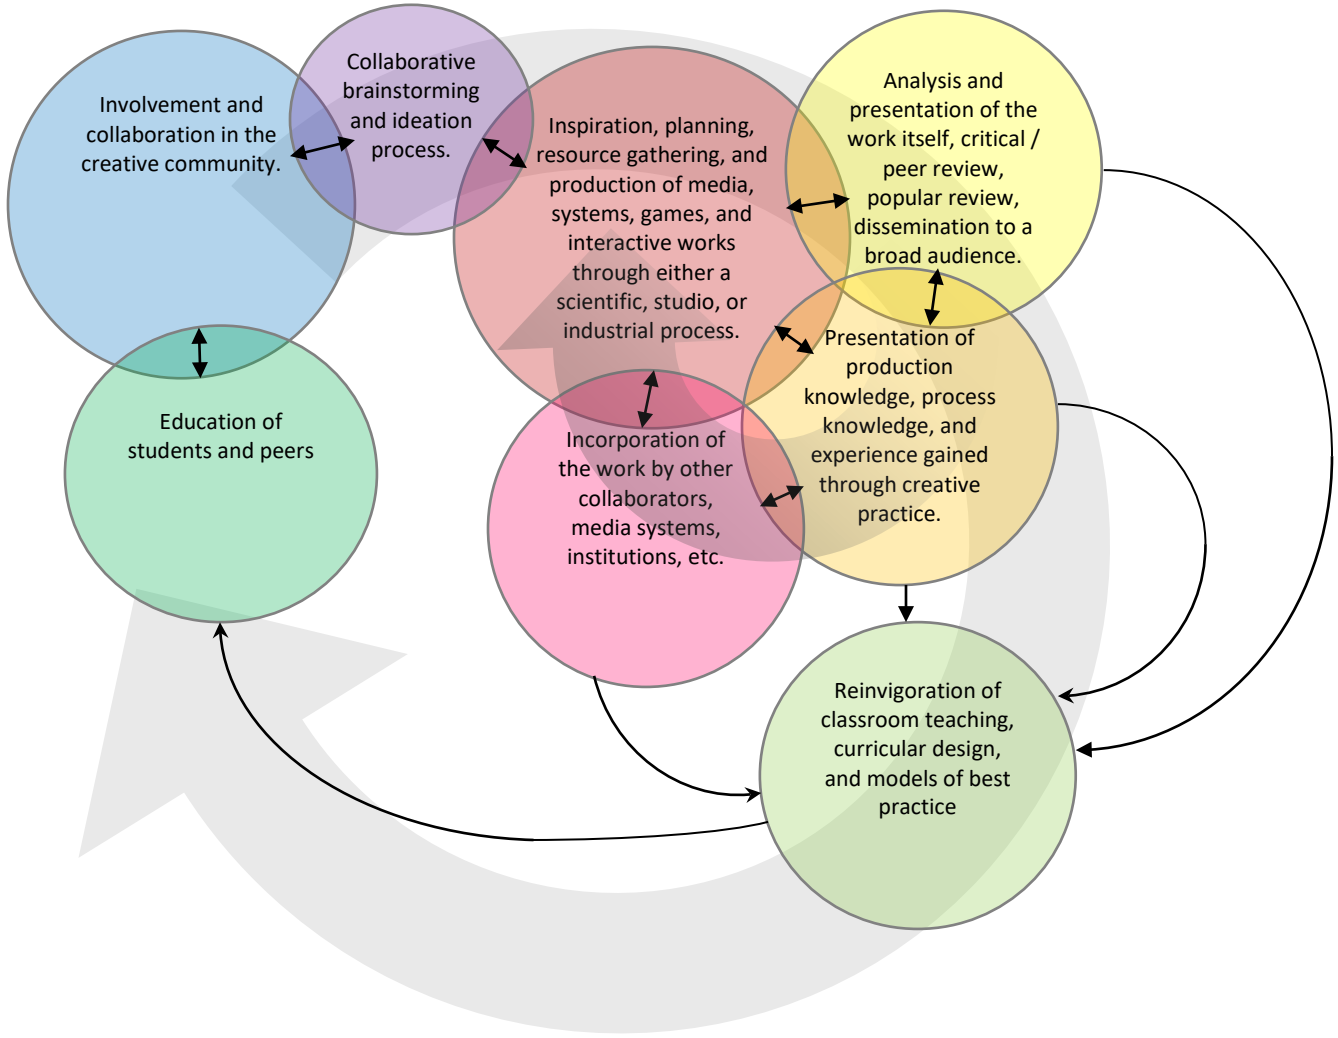 Involvement and
collaboration in the
creative community.
Collaborative
brainstorming
and ideation
process.
Inspiration, planning,
resource gathering, and
production of media,
systems, games, and
interactive works
through either a
scientific, studio, or
industrial process.
Analysis and
presentation of the
work itself, critical /
peer review,
popular review,
dissemination to a
broad audience.
Presentation of
production
knowledge, process
knowledge, and
experience gained
through creative
practice.
Incorporation of
the work by other
collaborators,
media systems,
institutions, etc.
Education of
students and peers
Reinvigoration of
classroom teaching,
curricular design,
and models of best
practice